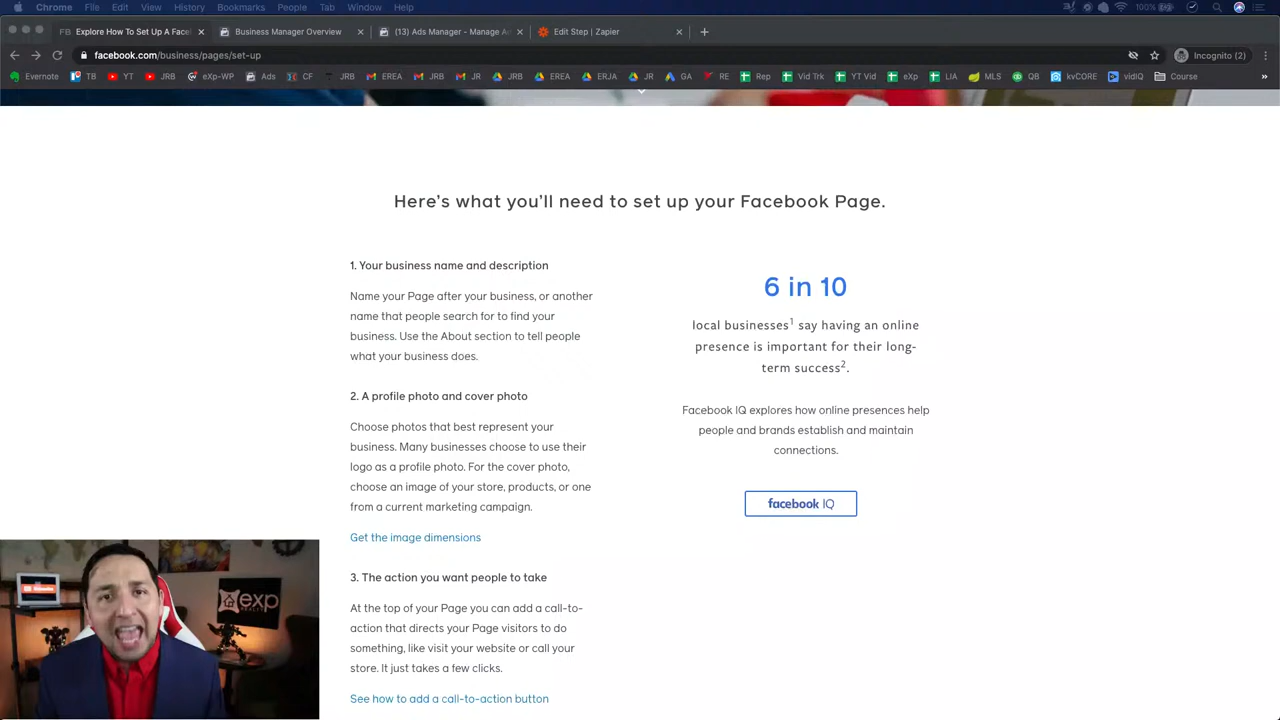 Chrome File Edit View History Bookmarks People Tab Window Help 100%
Explore How To Set Up A Facel Business Manager Overview (13) Ads Manager - Manage Ad Edit Step | Zapier
facebook.com/business/pages/set-up Incognito (2)
Evernote TB YT JRB eXp-WP Ads CF JRB EREA JRB JR JRB EREA ERJA JR GA RE Rep Vid Trk YT Vid eXp LIA MLS QB kvCORE vidIQ Course »
Here's what you'll need to set up your Facebook Page.
1. Your business name and description
Name your Page after your business, or another
name that people search for to find your
business. Use the About section to tell people
what your business does.
2. A profile photo and cover photo
Choose photos that best represent your
business. Many businesses choose to use their
logo as a profile photo. For the cover photo,
choose an image of your store, products, or one
from a current marketing campaign.
Get the image dimensions
3. The action you want people to take
At the top of your Page you can add a call-to-
action that directs your Page visitors to do
something, like visit your website or call your
store. It just takes a few clicks.
See how to add a call-to-action button
6 in 10
local businesses1 say having an online
presence is important for their long-
term success2.
Facebook IQ explores how online presences help
people and brands establish and maintain
connections.
facebook IQ
exp